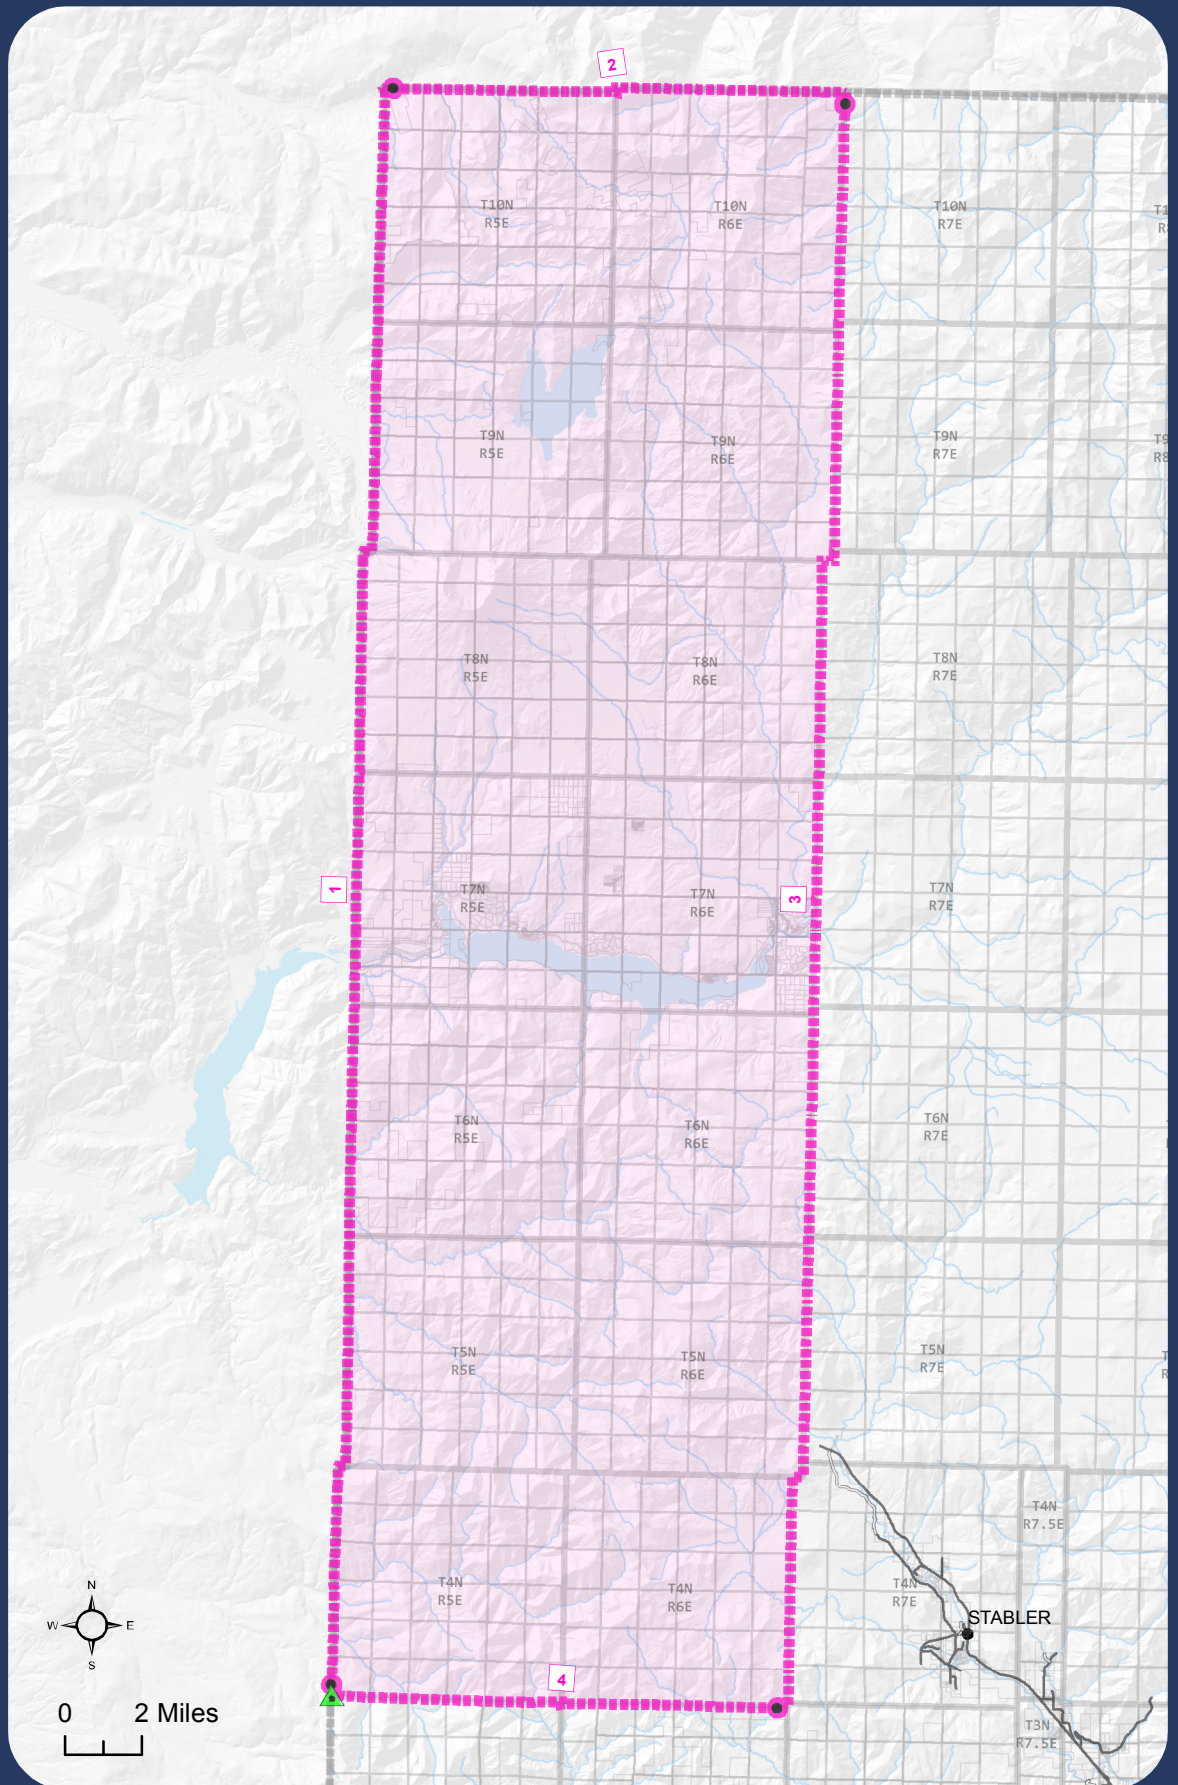 2
T10N
R5E
T10N
R6E
T10N
R7E
T9N
R5E
T9N
R6E
T9N
R7E
T8N
R5E
T8N
R6E
T8N
R7E
1
T7N
R5E
T7N
R6E
3
T7N
R7E
T6N
R5E
T6N
R6E
T6N
R7E
T5N
R5E
T5N
R6E
T5N
R7E
T4N
R7.5E
T4N
R5E
T4N
R6E
T4N
R7E
STABLER
N
W E
S
4
0 2 Miles
T3N
R7.5E